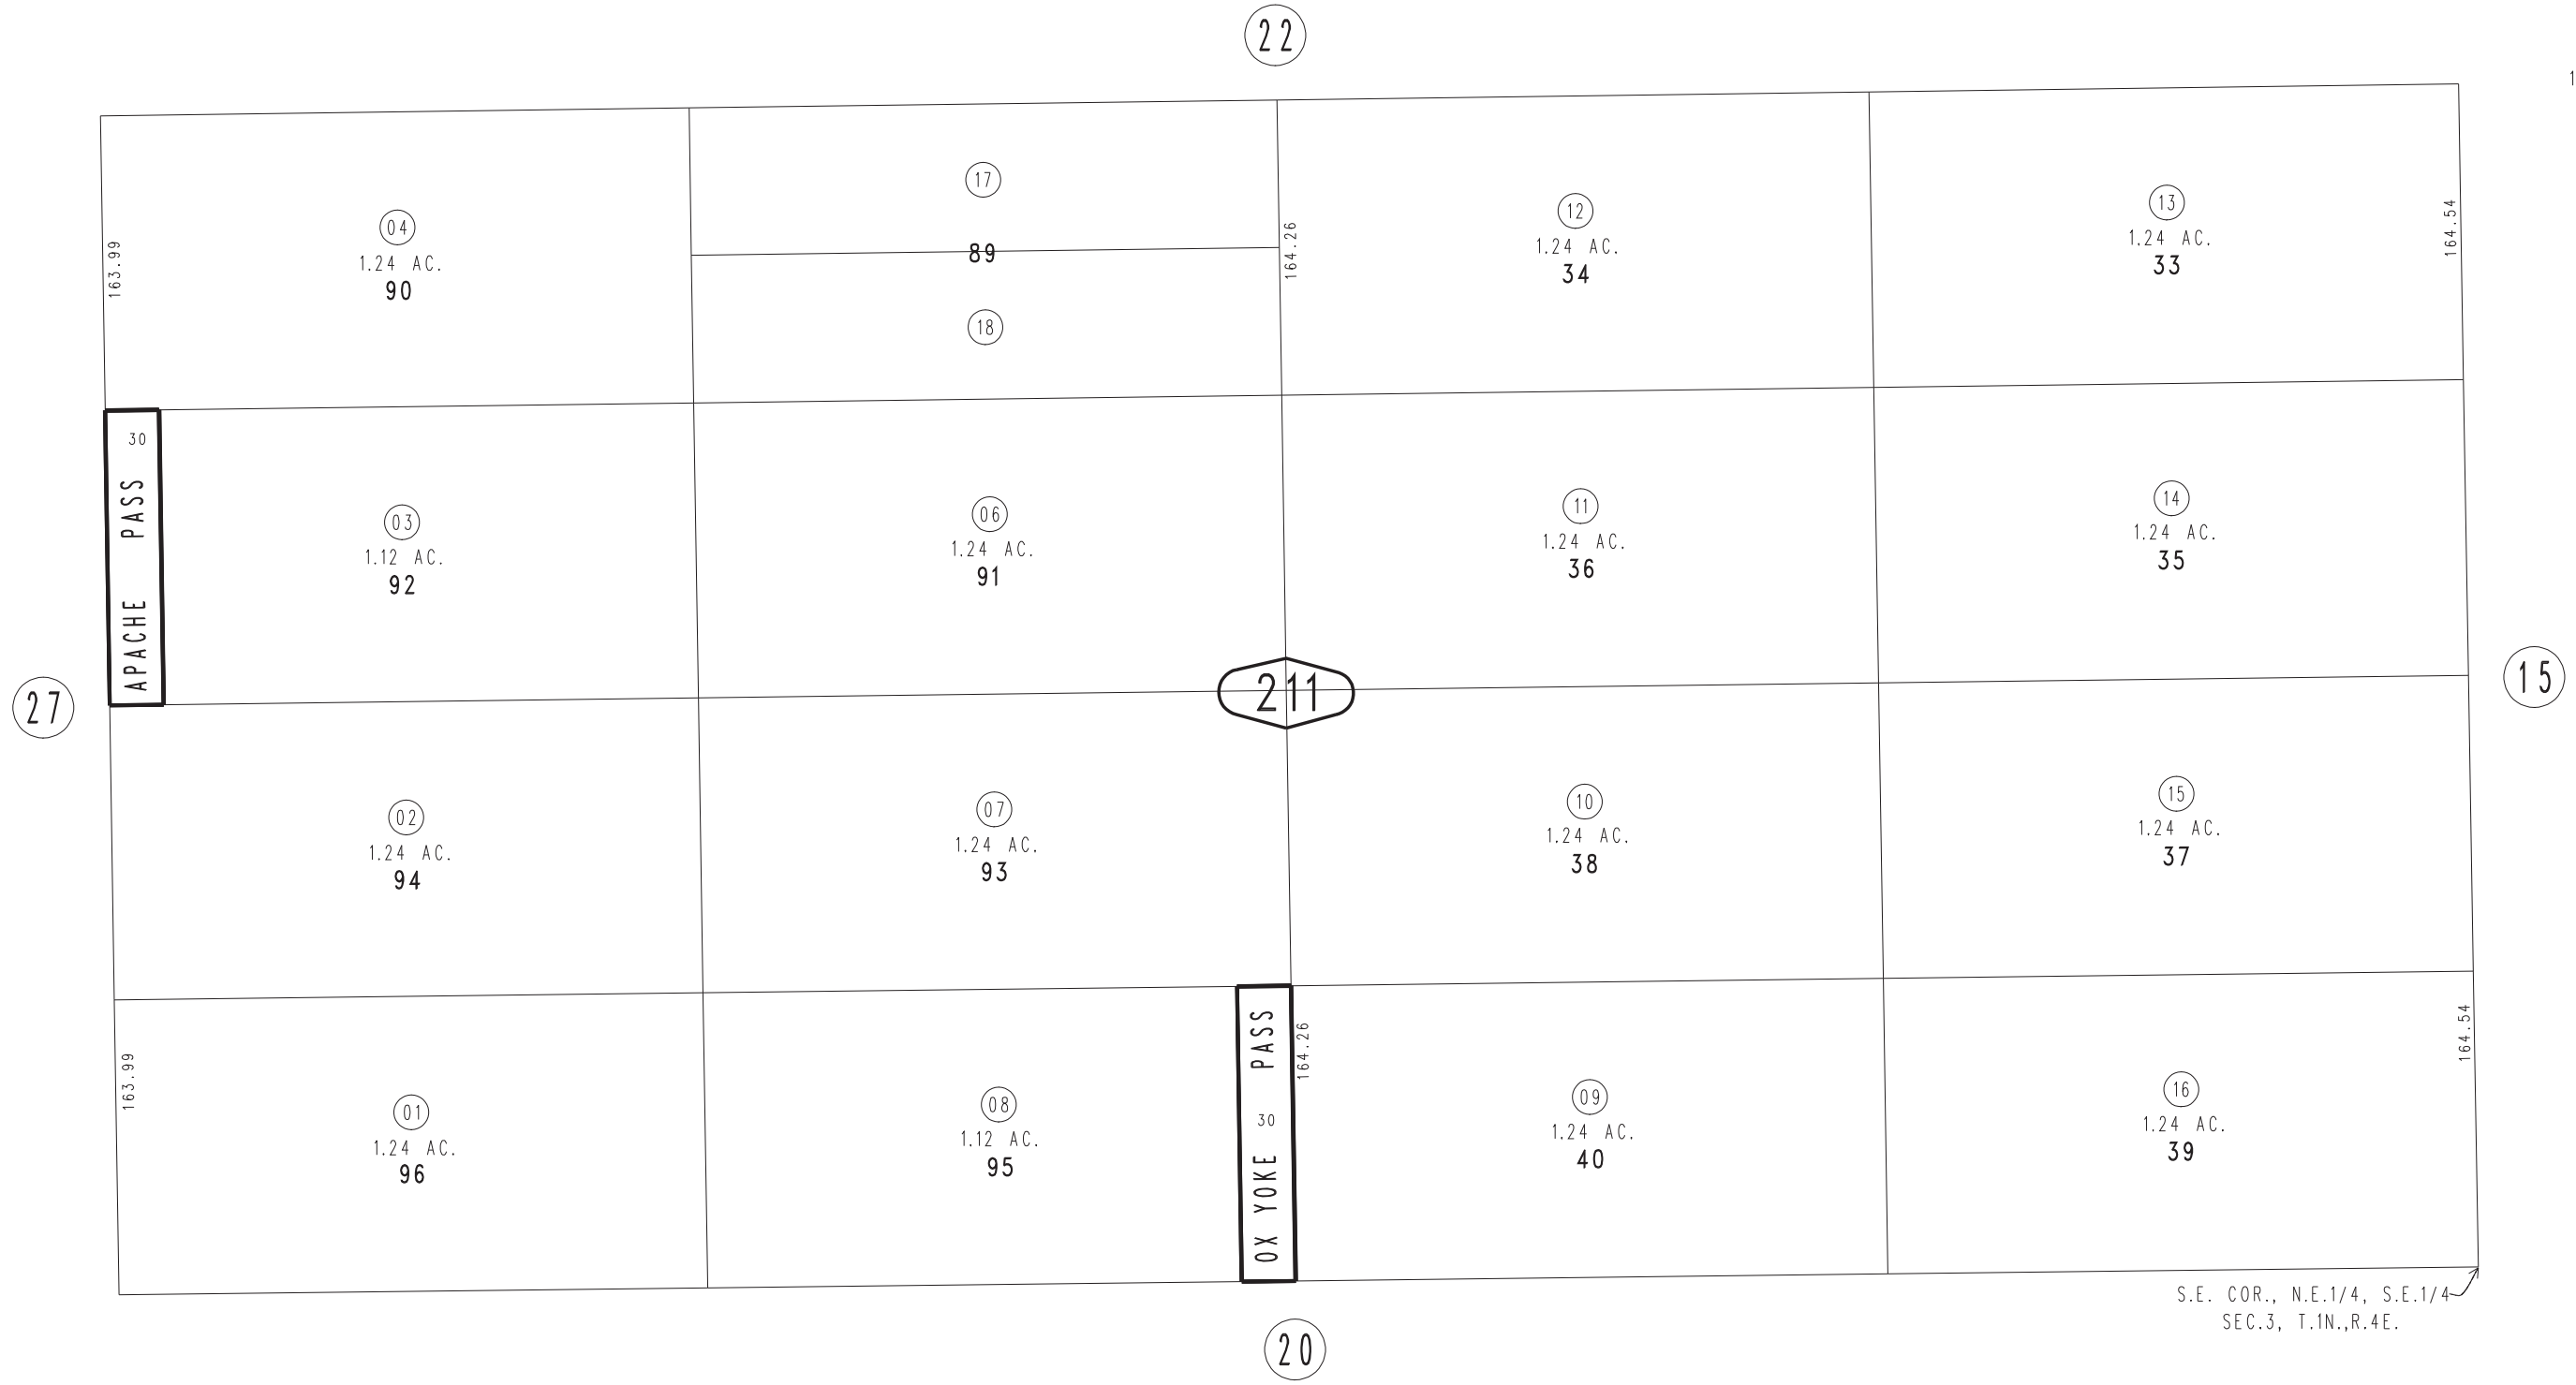 22
1
04
1.24 AC.
90
163.99
17
89
18
164.26
12
1.24 AC.
34
13
1.24 AC.
33
164.54
30
APACHE PASS
03
1.12 AC.
92
06
1.24 AC.
91
11
1.24 AC.
36
14
1.24 AC.
35
27
211
15
02
1.24 AC.
94
07
1.24 AC.
93
10
1.24 AC.
38
15
1.24 AC.
37
163.99
01
1.24 AC.
96
08
1.12 AC.
95
OX YOKE 30 PASS
164.26
09
1.24 AC.
40
16
1.24 AC.
39
164.54
S.E. COR., N.E.1/4, S.E.1/4
SEC.3, T.1N.,R.4E.
20